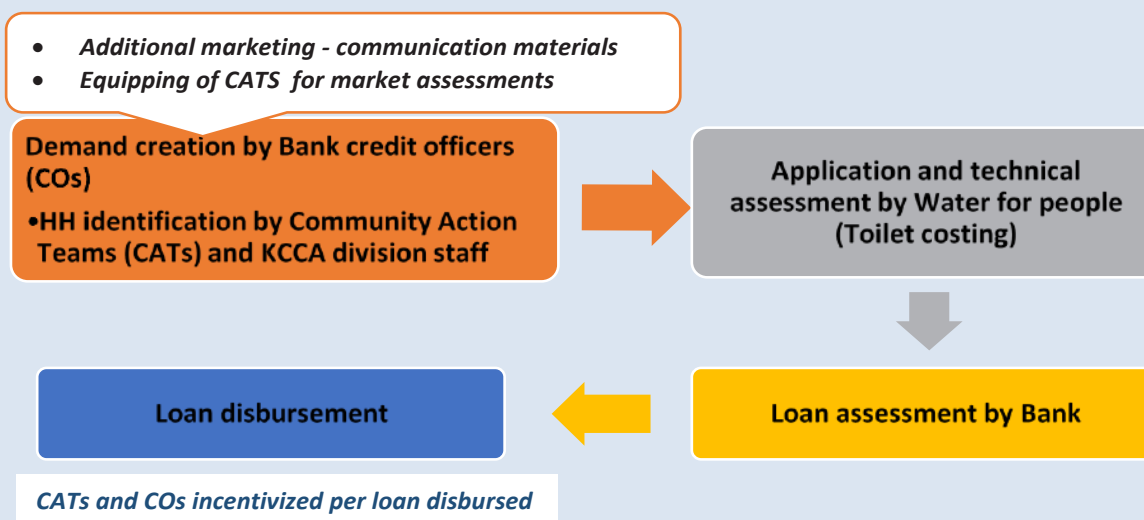 • Additional marketing - communication materials
• Equipping of CATS for market assessments
Demand creation by Bank credit officers
(COs)
•HH identification by Community Action
Teams (CATs) and KCCA division staff
Application and technical
assessment by Water for people
(Toilet costing)
Loan disbursement
Loan assessment by Bank
CATs and COs incentivized per loan disbursed